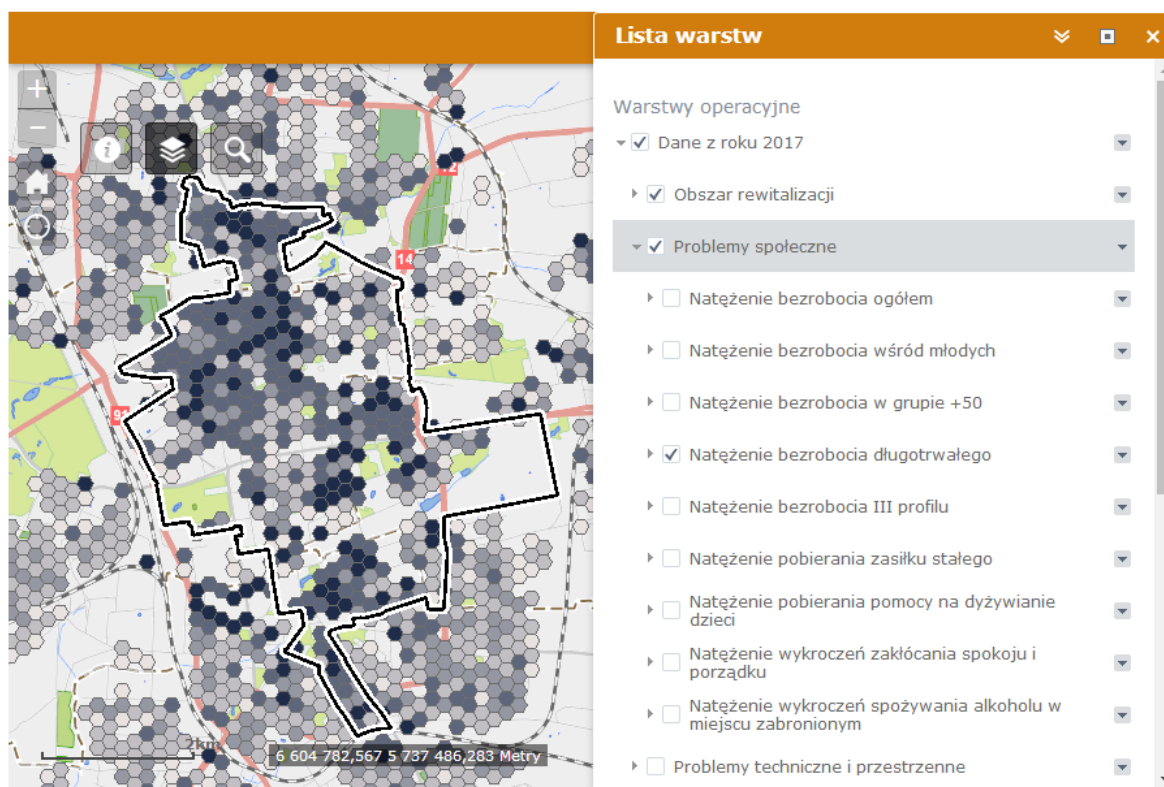 Lista warstw
Warstwy operacyjne
Dane z roku 2017
Obszar rewitalizacji
Problemy społeczne
Natężenie bezrobocia ogółem
Natężenie bezrobocia wśród młodych
Natężenie bezrobocia w grupie +50
Natężenie bezrobocia długotrwałego
Natężenie bezrobocia III profilu
Natężenie pobierania zasiłku stałego
Natężenie pobierania pomocy na dyżywianie
dzieci
Natężenie wykroczeń zakłócania spokoju i
porządku
Natężenie wykroczeń spożywania alkoholu w
miejscu zabronionym
Problemy techniczne i przestrzenne
14
2km
6 604 782,567 5 737 486,283 Metry